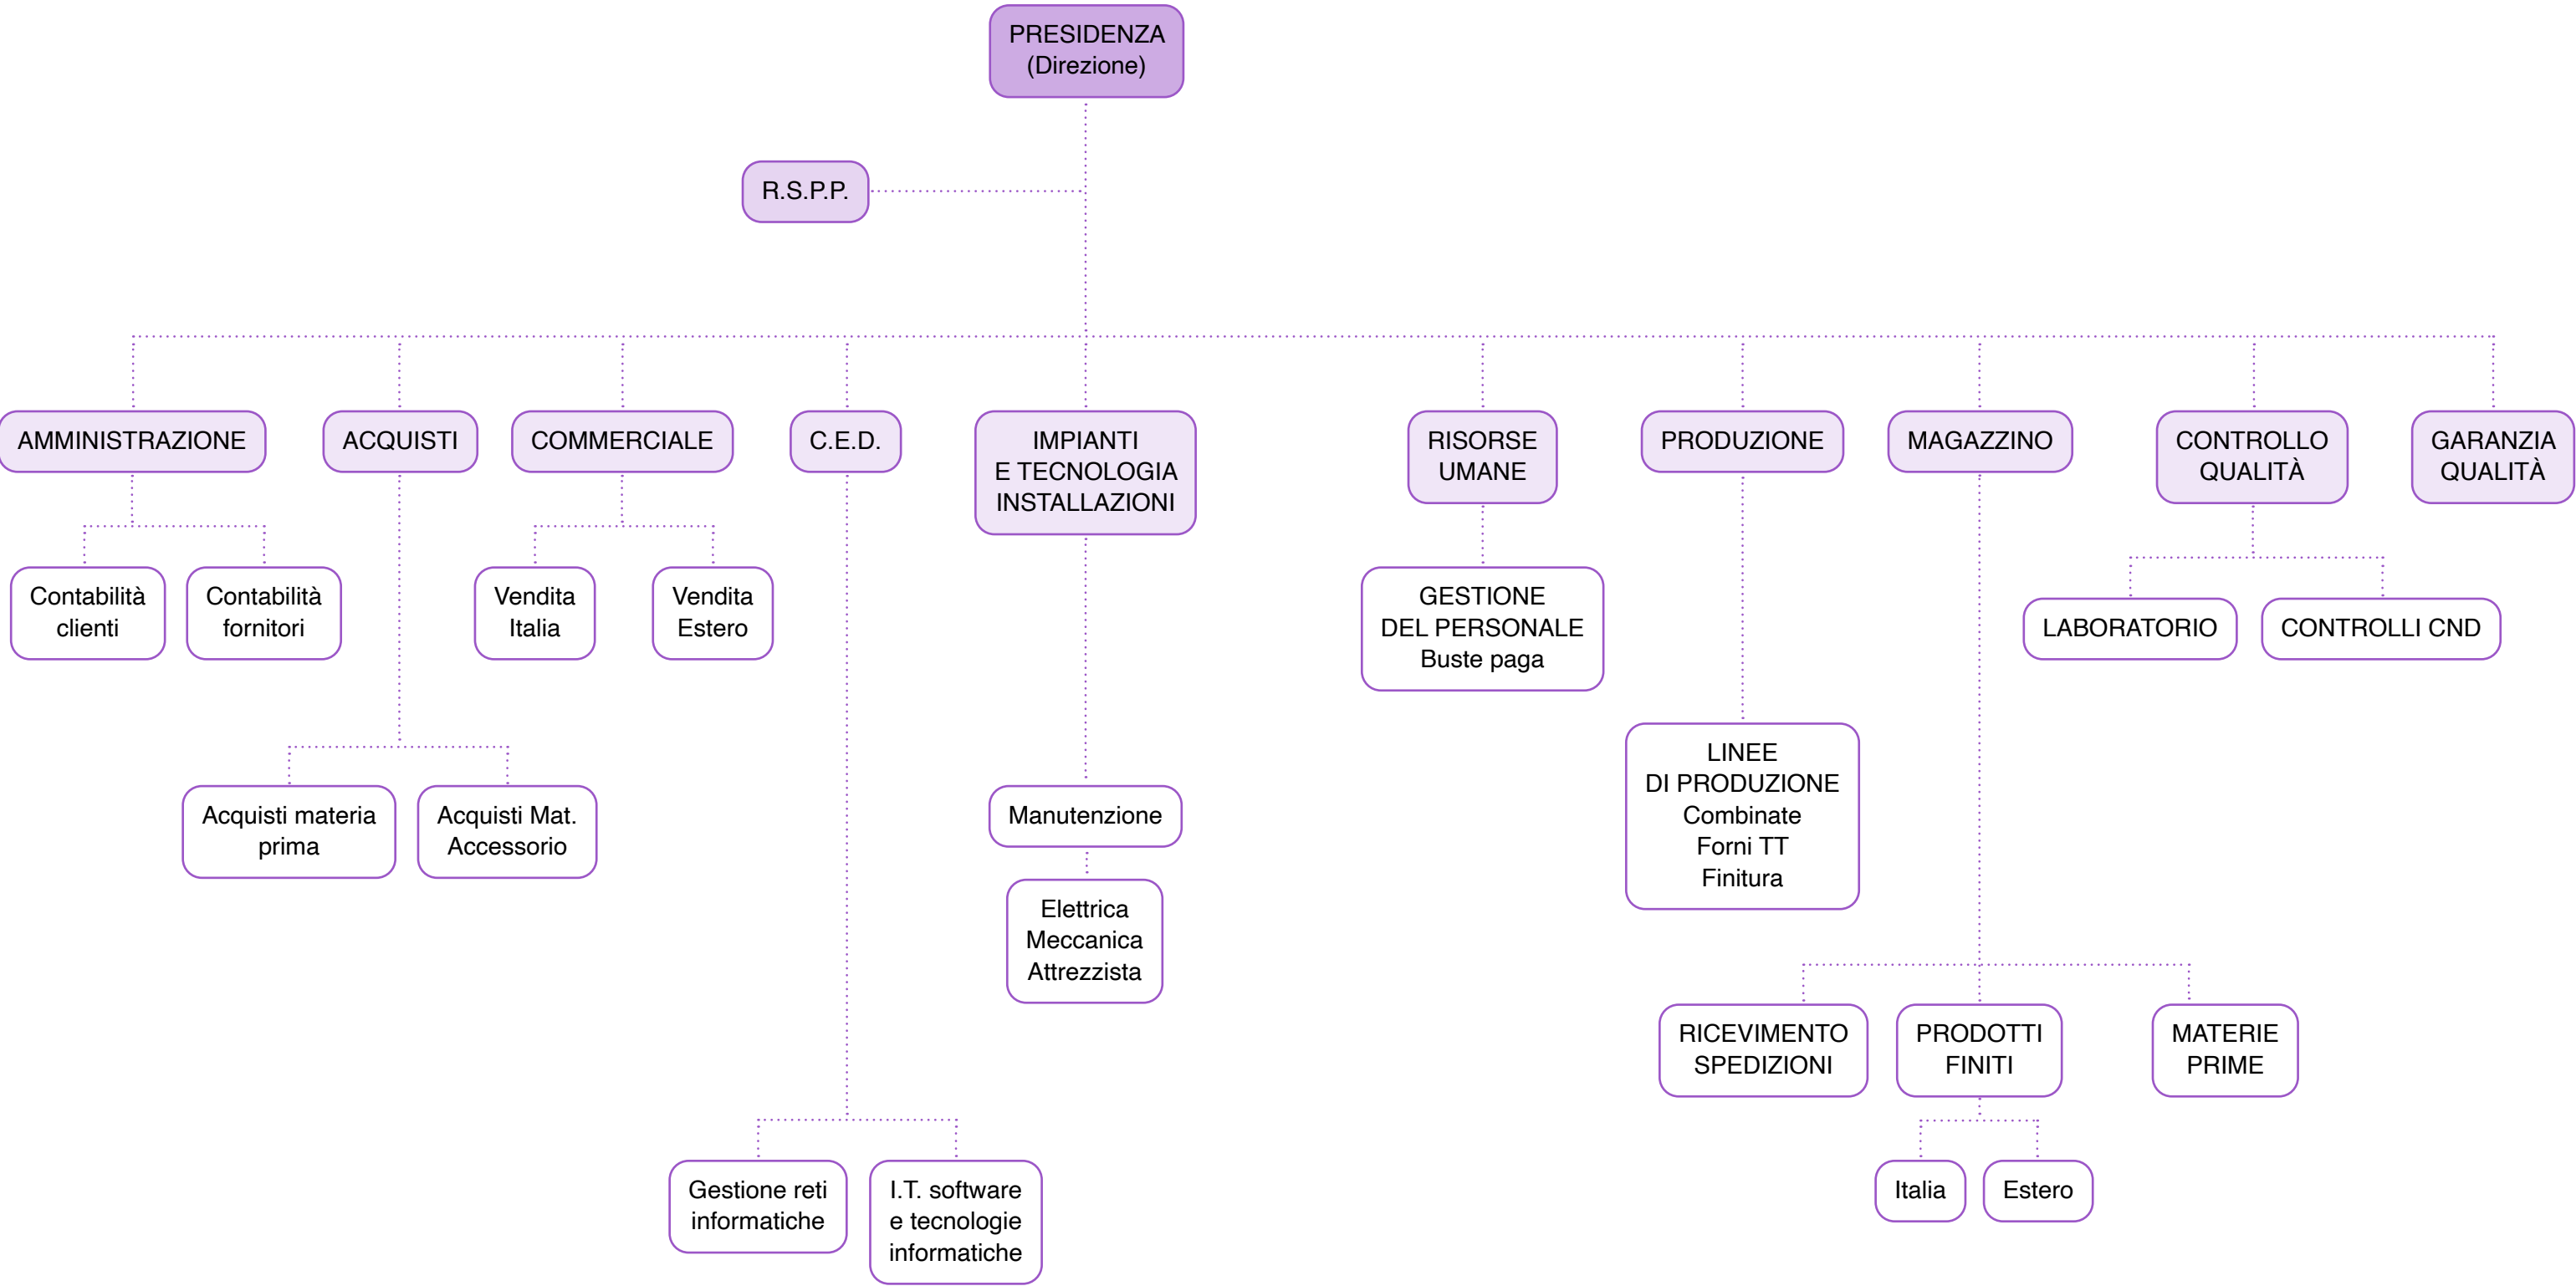 PRESIDENZA
(Direzione)
R.S.P.P.
AMMINISTRAZIONE
ACQUISTI
COMMERCIALE
C.E.D.
IMPIANTI
E TECNOLOGIA
INSTALLAZIONI
RISORSE
UMANE
PRODUZIONE
MAGAZZINO
CONTROLLO
QUALITÀ
GARANZIA
QUALITÀ
Contabilità
clienti
Contabilità
fornitori
Vendita
Italia
Vendita
Estero
GESTIONE
DEL PERSONALE
Buste paga
LABORATORIO
CONTROLLI CND
Acquisti materia
prima
Acquisti Mat.
Accessorio
Manutenzione
Elettrica
Meccanica
Attrezzista
LINEE
DI PRODUZIONE
Combinate
Forni TT
Finitura
RICEVIMENTO
SPEDIZIONI
PRODOTTI
FINITI
MATERIE
PRIME
Gestione reti
informatiche
I.T. software
e tecnologie
informatiche
Italia
Estero